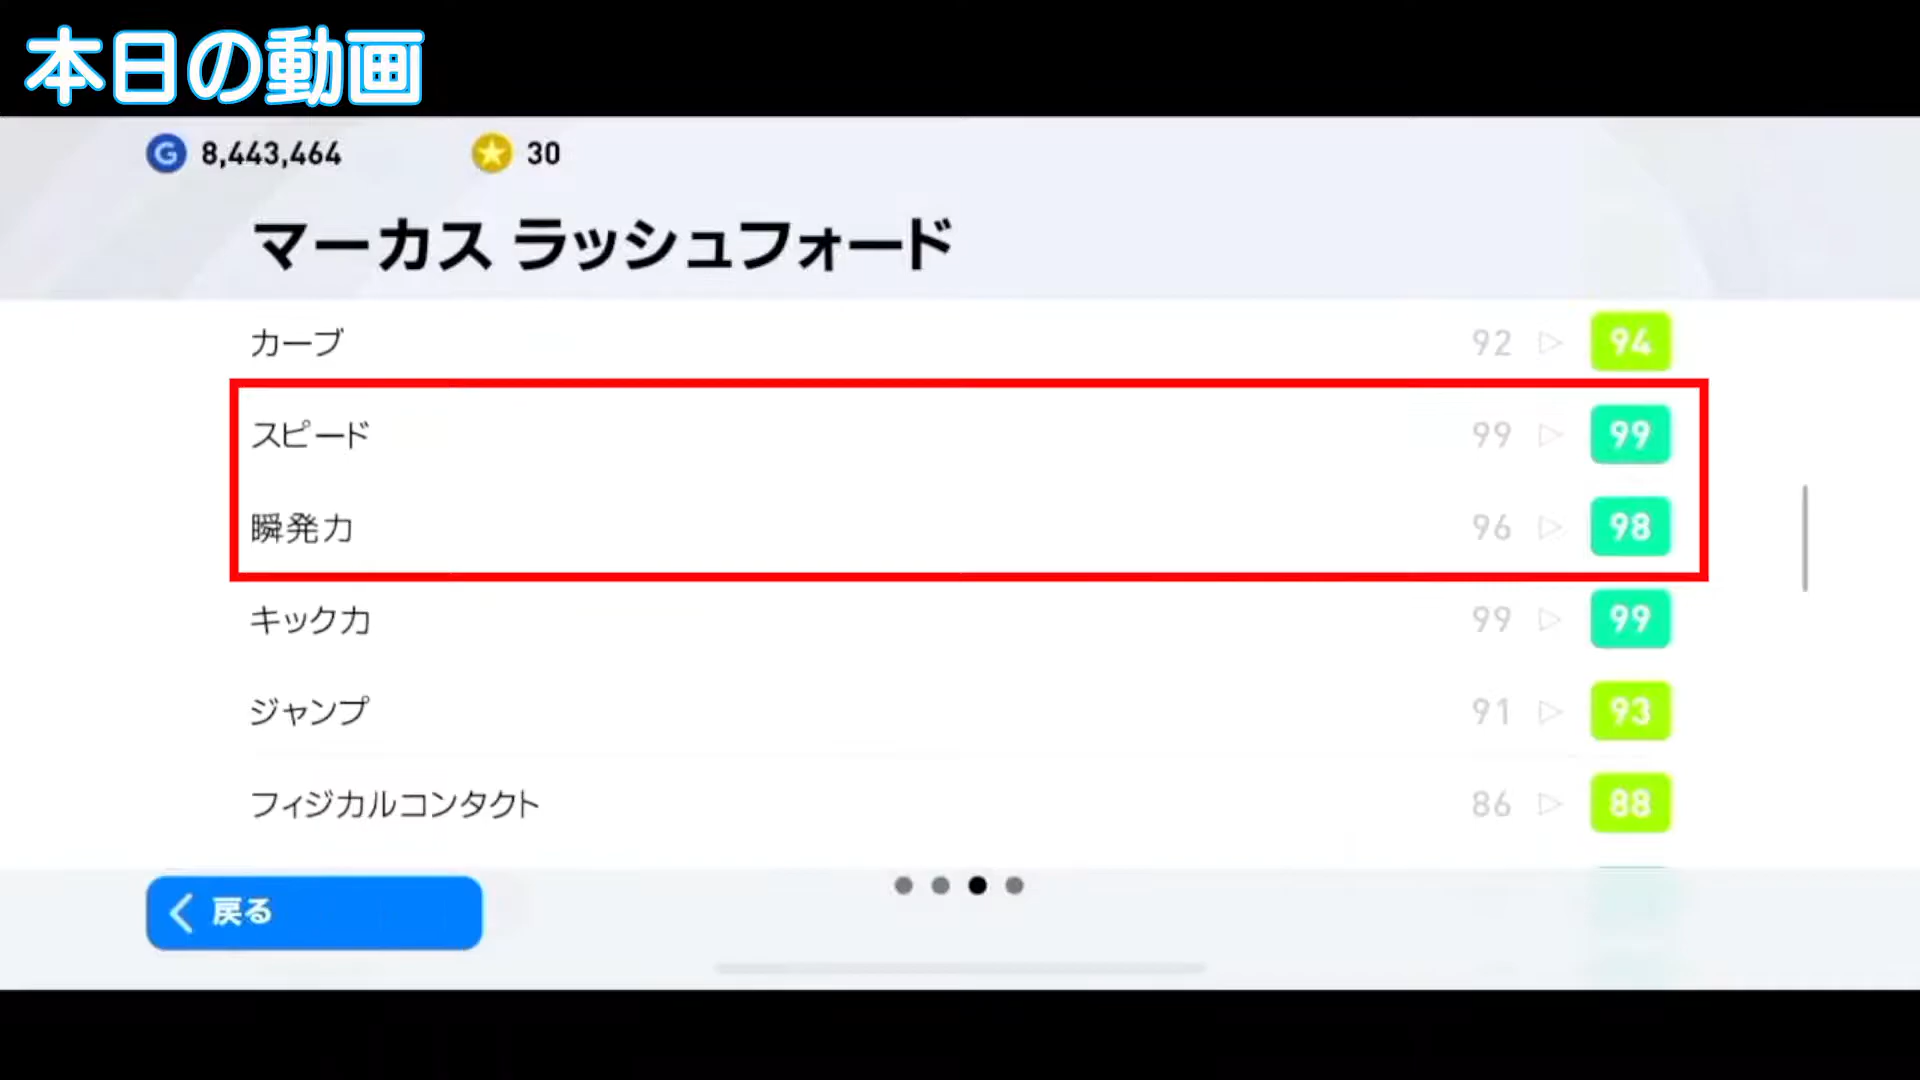 本日の動画
G 8,443,464 30
マーカス ラッシュフォード
カーブ 92 ▷ 94
スピード 99 ▷ 99
瞬発力 96 ▷ 98
キック力 99 ▷ 99
ジャンプ 91 ▷ 93
フィジカルコンタクト 86 ▷ 88
戻る